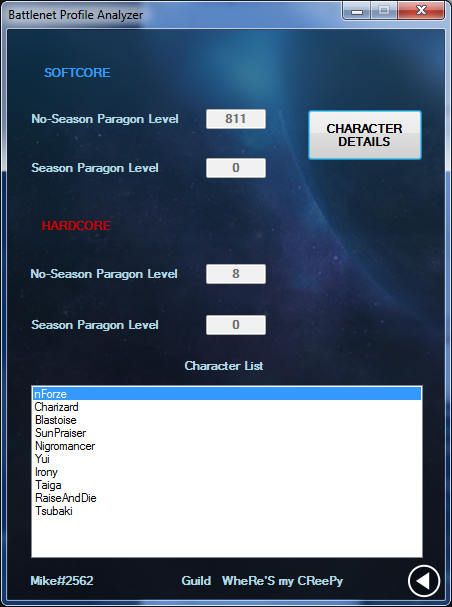 Battlenet Profile Analyzer
SOFTCORE
No-Season Paragon Level 811
CHARACTER
DETAILS
Season Paragon Level 0
HARDCORE
No-Season Paragon Level 8
Season Paragon Level 0
Character List
nForze
Charizard
Blastoise
SunPraiser
Nigromancer
Yui
Irony
Taiga
RaiseAndDie
Tsubaki
Mike#2562 Guild WheRe'S my CReePy